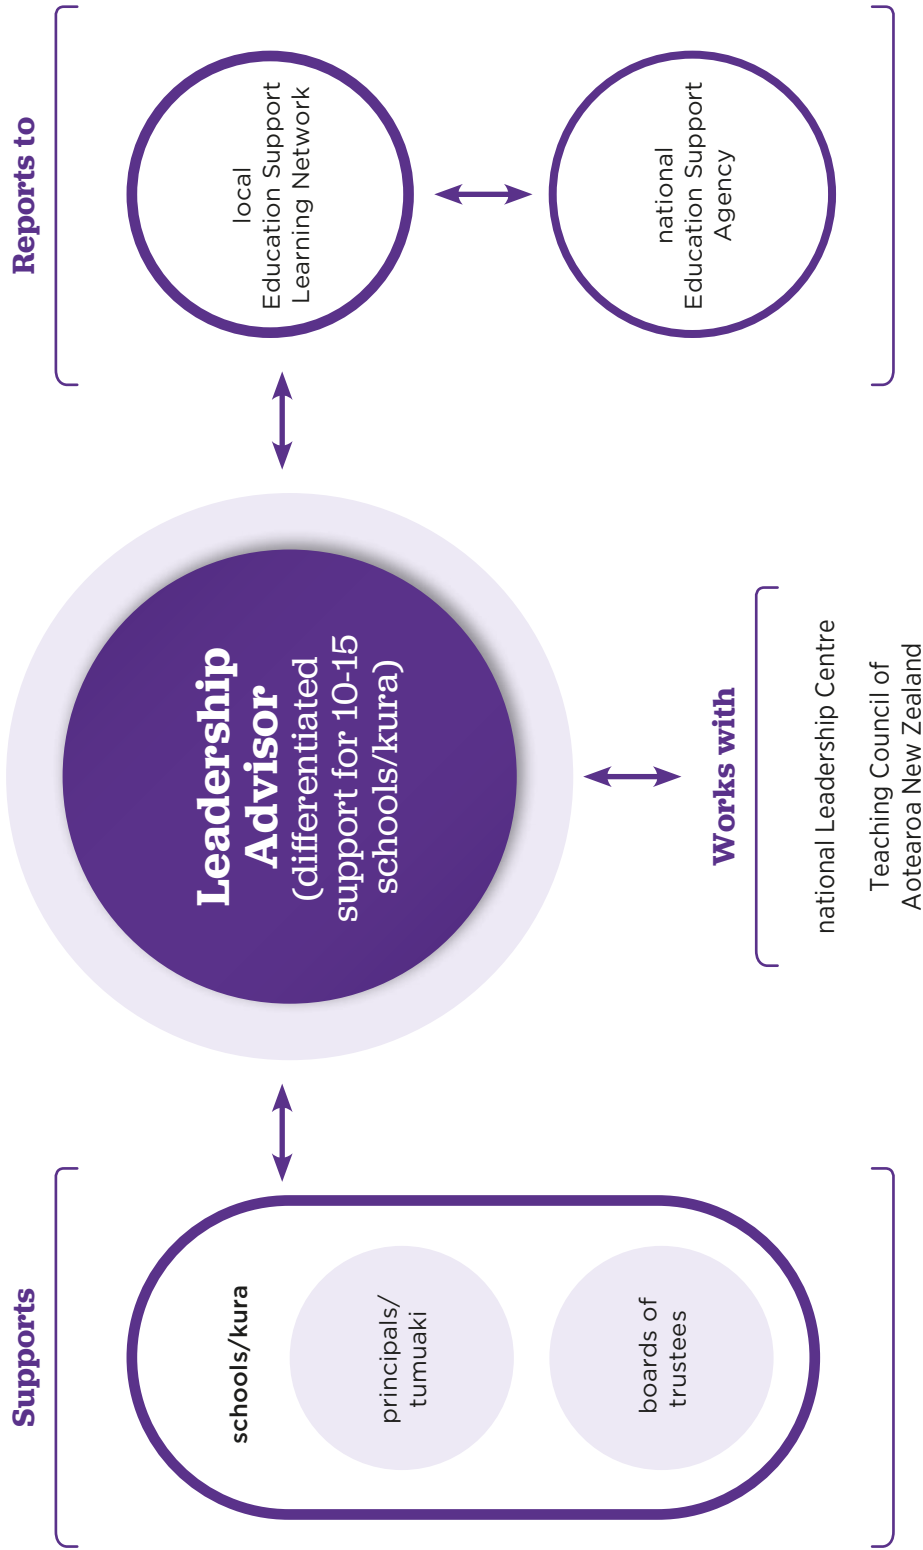 Supports
schools/kura
principals/
tumuaki
boards of
trustees
Leadership
Advisor
(differentiated
support for 10-15
schools/kura)
Works with
national Leadership Centre
Teaching Council of
Aotearoa New Zealand
Reports to
local
Education Support
Learning Network
national
Education Support
Agency